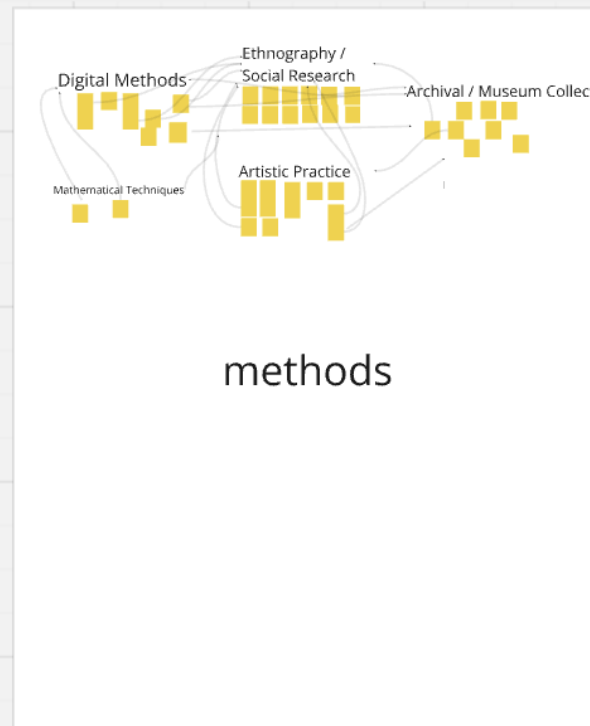 Ethnography /
Social Research
Digital Methods
Archival / Museum Collec
Artistic Practice
Mathematical Techniques
methods